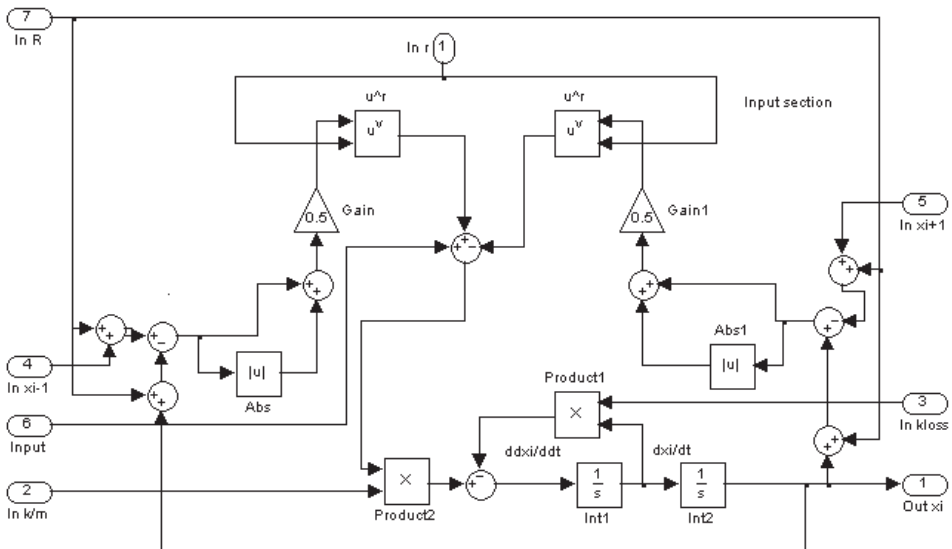 7
In R
In r
1
u^r
u^r
Input section
u^v
u^v
0.5
Gain
0.5
Gain1
5
In xi+1
+
-
+
+
+
+
+
+
+
+
+
-
+
-
4
In xi-1
|u|
Abs
Abs1
|u|
+
+
Product1
×
3
In kloss
6
Input
ddxi/ddt
dxi/dt
+
+
2
In k/m
×
Product2
+
-
1
s
Int1
1
s
Int2
1
Out xi